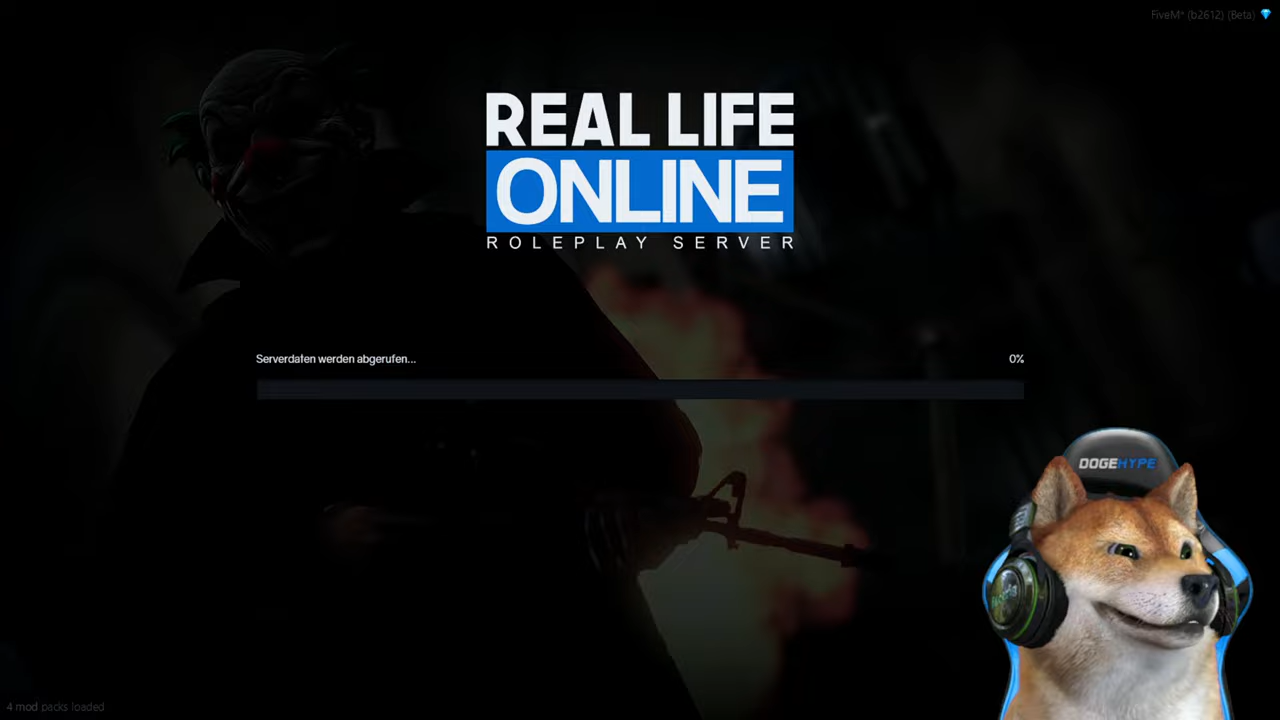 FiveM* (b2612) (Beta)
REAL LIFE
ONLINE
ROLEPLAY SERVER
Serverdaten werden abgerufen... 0%
DOGEHYPE
4 mod packs loaded